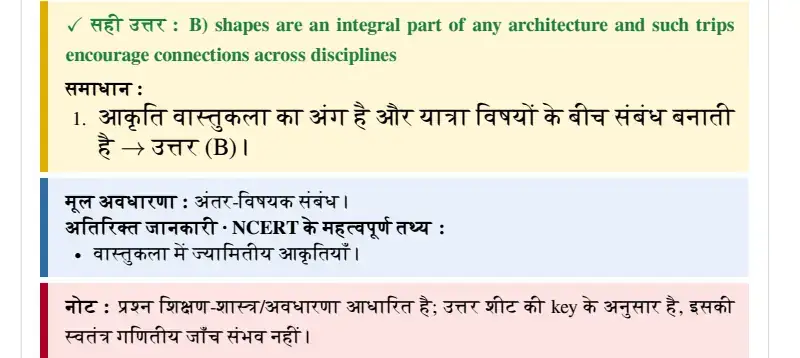 ✓ सही उत्तर : B) shapes are an integral part of any architecture and such trips
encourage connections across disciplines
समाधान :
1. आकृति वास्तुकला का अंग है और यात्रा विषयों के बीच संबंध बनाती
है → उत्तर (B)।
मूल अवधारणा : अंतर-विषयक संबंध।
अतिरिक्त जानकारी · NCERT के महत्वपूर्ण तथ्य :
• वास्तुकला में ज्यामितीय आकृतियाँ।
नोट : प्रश्न शिक्षण-शास्त्र/अवधारणा आधारित है; उत्तर शीट की key के अनुसार है, इसकी
स्वतंत्र गणितीय जाँच संभव नहीं।